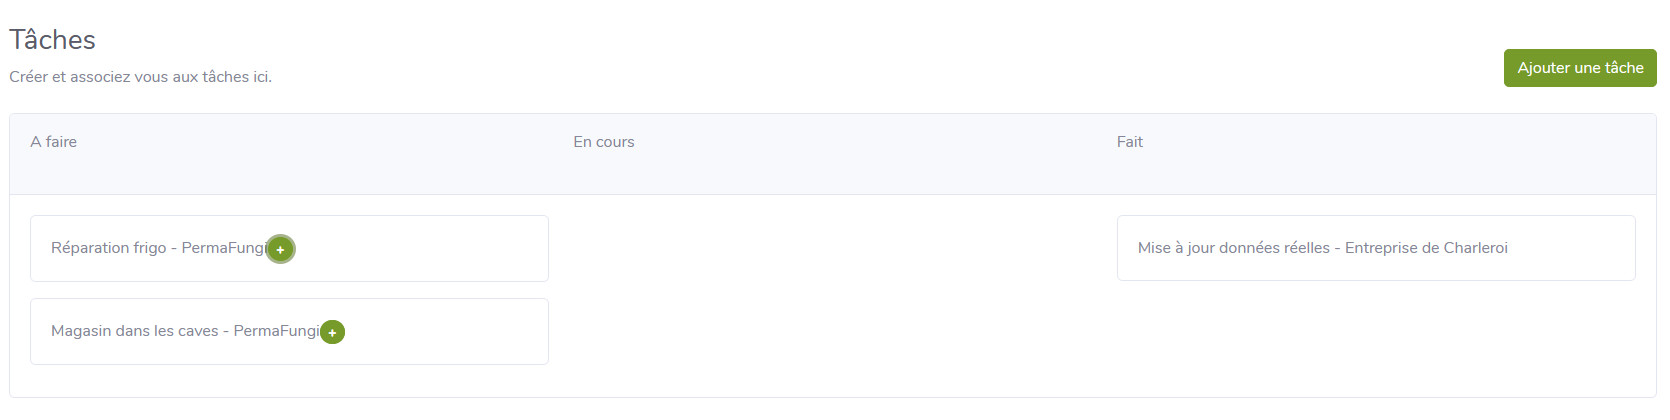 Tâches
Créer et associez vous aux tâches ici.
Ajouter une tâche
A faire
En cours
Fait
Réparation frigo - PermaFungi
+
Magasin dans les caves - PermaFungi
+
Mise à jour données réelles - Entreprise de Charleroi